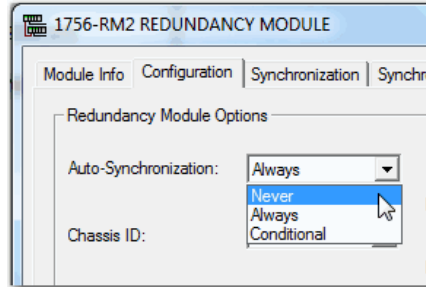 1756-RM2 REDUNDANCY MODULE
Module Info Configuration Synchronization Synchr
Redundancy Module Options
Auto-Synchronization: Always
Never
Always
Conditional
Chassis ID: